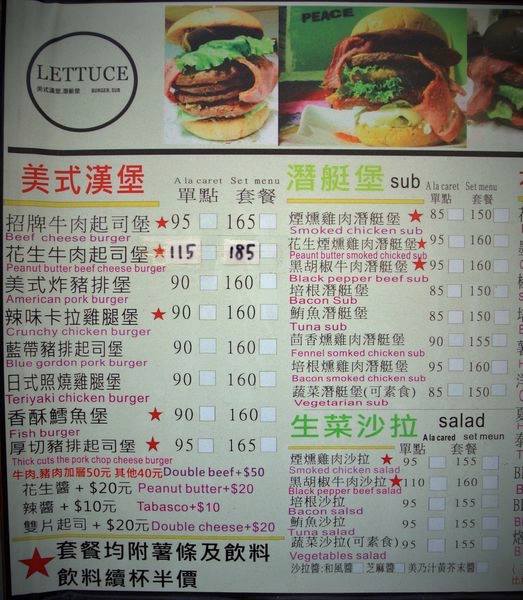 LETTUCE
美式漢堡.潛艇堡 BURGER.SUB
PEACE
美式漢堡
A la caret Set menu
單點 套餐
招牌牛肉起司堡 ★ 95 165
Beef cheese burger
花生牛肉起司堡 ★ 115 185
Peanut butter beef cheese burger
美式炸豬排堡 90 160
American pork burger
辣味卡拉雞腿堡 ★ 90 160
Crunchy chicken burger
藍帶豬排起司堡 90 160
Blue gordon pork burger
日式照燒雞腿堡 90 160
Teriyaki chicken burger
香酥鱈魚堡 ★ 90 160
Fish burger
厚切豬排起司堡 ★ 95 165
Thick cuts the pork chop cheese burger
牛肉.豬肉加層50元 其他40元 Double beef+$50
花生醬 + $20元 Peanut butter+$20
辣醬 + $10元 Tabasco+$10
雙片起司 + $20元 Double cheese+$20
★ 套餐均附薯條及飲料
飲料續杯半價
潛艇堡 sub
A la caret Set menu
單點 套餐
煙燻雞肉潛艇堡 ★ 85 150
Smoked chicken sub
花生煙燻雞肉潛艇堡 ★ 95 160
Peaunt butter smocked chicken sub
黑胡椒牛肉潛艇堡 ★ 95 160
Black pepper beef sub
培根潛艇堡 85 150
Bacon Sub
鮪魚潛艇堡 85 150
Tuna sub
茴香燻雞肉潛艇堡 90 155
Fennel somked chicken sub
培根燻雞肉潛艇堡 95 160
Bacon smoked chicken sub
蔬菜潛艇堡(可素食) 85 150
Vegetarian sub
生菜沙拉 salad
A la cared set meun
單點 套餐
煙燻雞肉沙拉 ★ 95 155
Smocked chicken salad
黑胡椒牛肉沙拉 ★ 110 160
Black pepper beef salad
培根沙拉 95 155
Bacon salsd
鮪魚沙拉 95 155
Tuna salad
蔬菜沙拉(可素食) 95 155
Vegetables salad
沙拉醬:和風醬 芝麻醬 美乃汁黃芥末醬